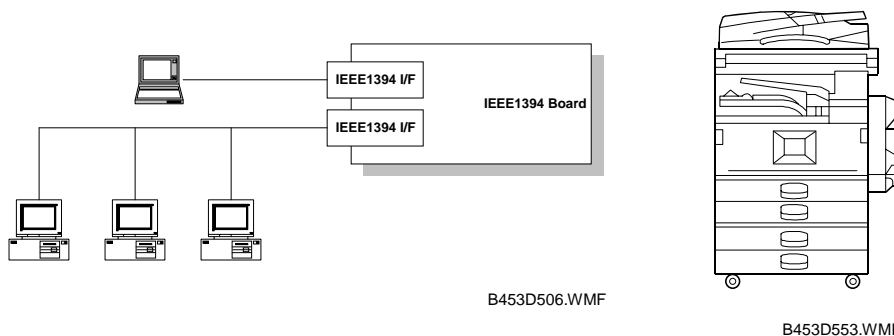 IEEE1394 I/F
IEEE1394 Board
IEEE1394 I/F
B453D506.WMF
B453D553.WMF